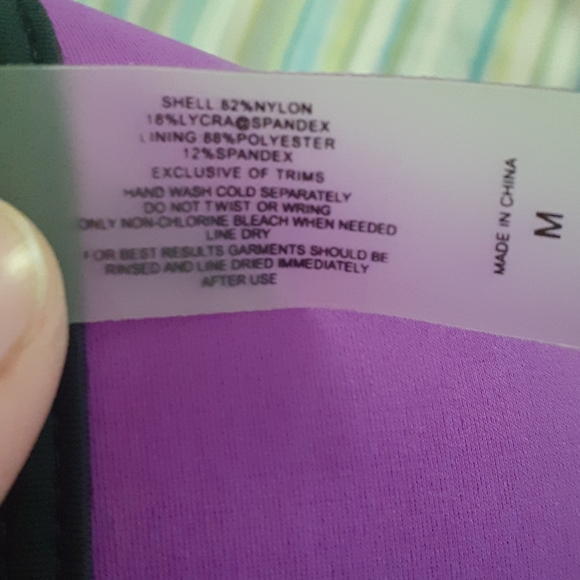 SHELL 82%NYLON
18%LYCRA@SPANDEX
LINING 88%POLYESTER
12%SPANDEX
EXCLUSIVE OF TRIMS
HAND WASH COLD SEPARATELY
DO NOT TWIST OR WRING
ONLY NON-CHLORINE BLEACH WHEN NEEDED
LINE DRY
FOR BEST RESULTS GARMENTS SHOULD BE
RINSED AND LINE DRIED IMMEDIATELY
AFTER USE
MADE IN CHINA
M